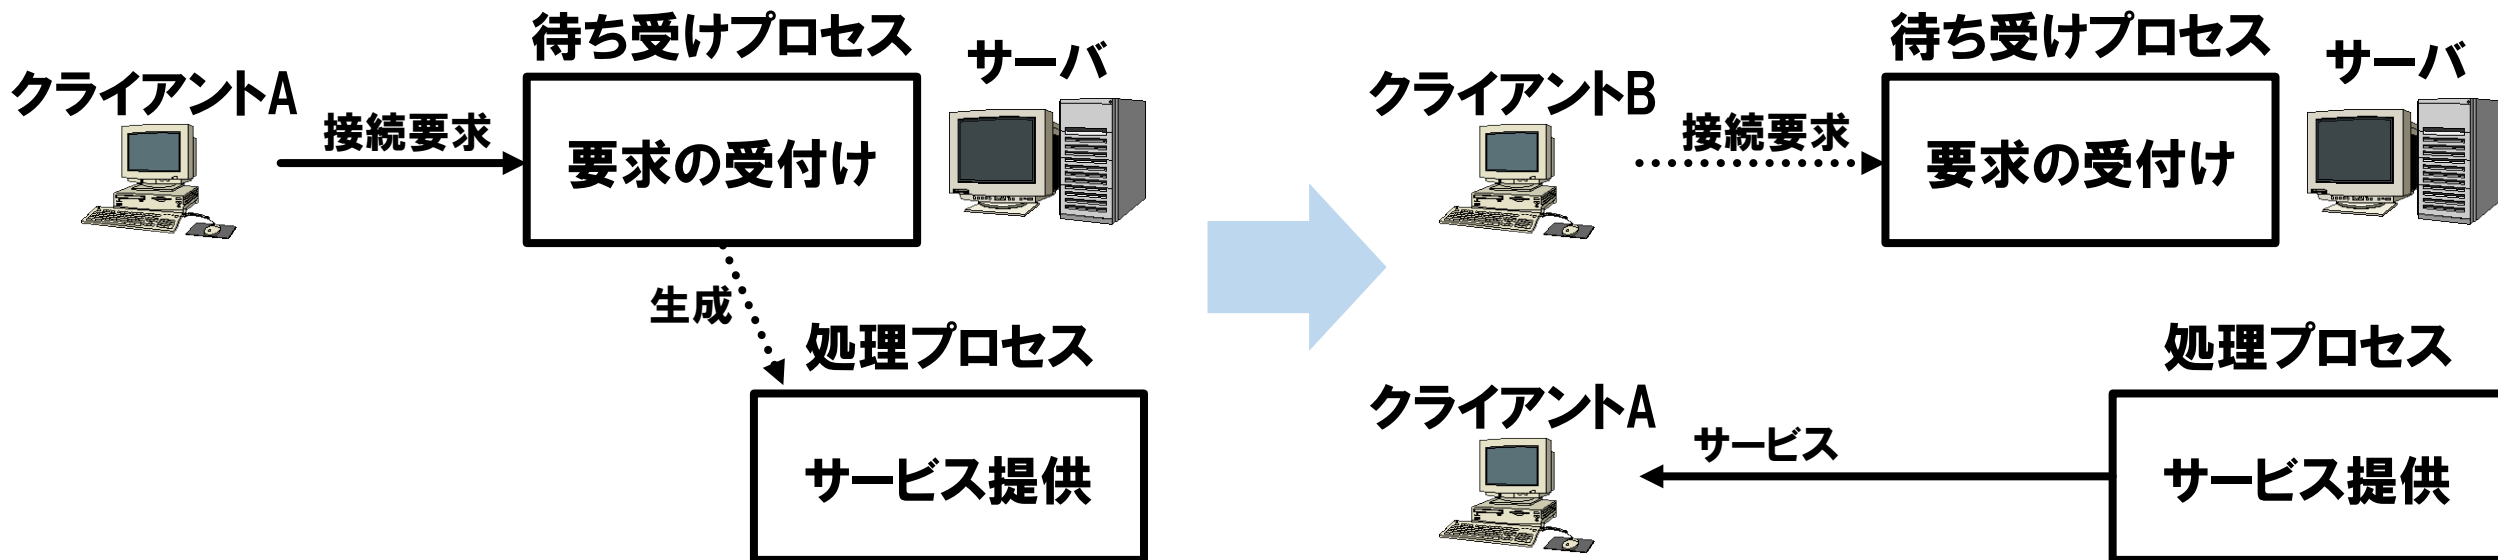 待ち受けプロセス
サーバ
クライアントA
接続要求
要求の受付け
生成
処理プロセス
サービス提供
待ち受けプロセス
サーバ
クライアントB
接続要求
要求の受付け
処理プロセス
クライアントA
サービス
サービス提供